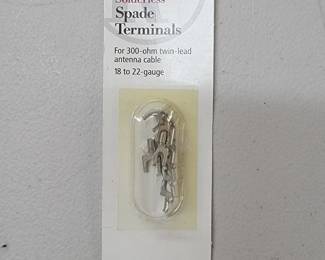 Solderless
Spade
Terminals
For 300-ohm twin-lead
antenna cable
18 to 22-gauge